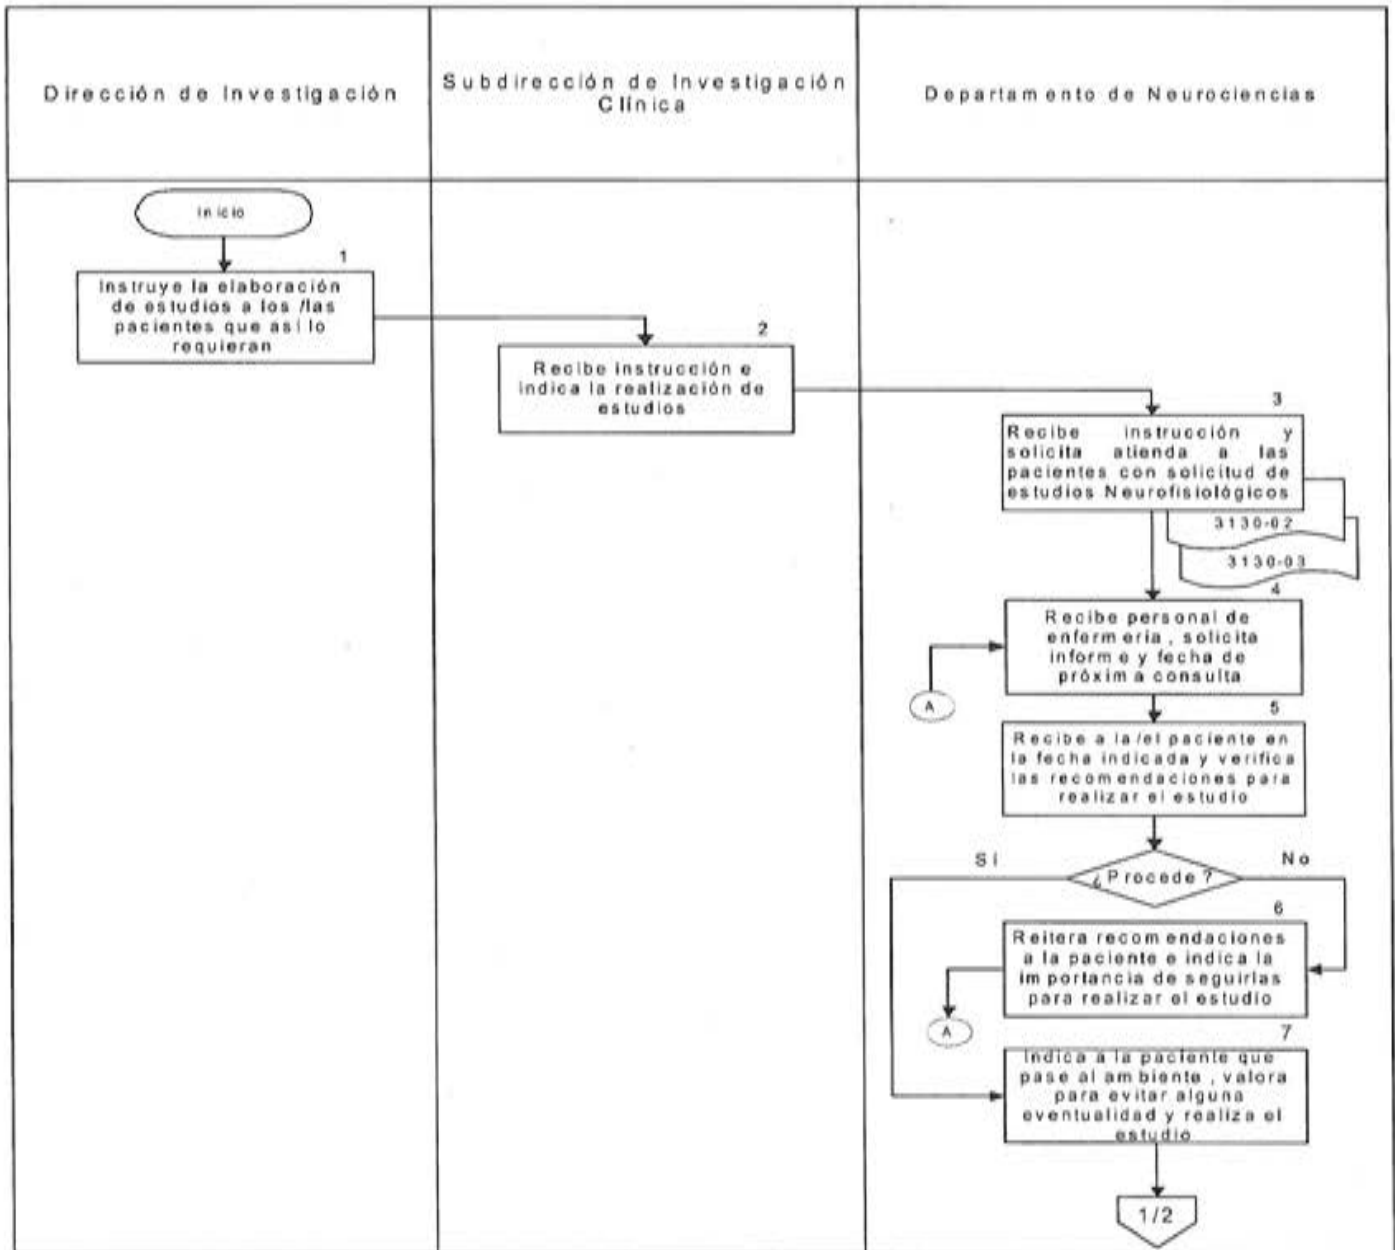 Dirección de Investigación
Subdirección de Investigación
Clínica
Departamento de Neurociencias
Inicio
1
Instruye la elaboración
de estudios a los /las
pacientes que así lo
requieran
2
Recibe instrucción e
indica la realización de
estudios
3
Recibe instrucción y
solicita atienda a las
pacientes con solicitud de
estudios Neurofisiológicos
3130-02
3130-03
4
Recibe personal de
enfermería, solicita
informe y fecha de
próxima consulta
A
5
Recibe a la/el paciente en
la fecha indicada y verifica
las recomendaciones para
realizar el estudio
Sí
¿Procede?
No
6
Reitera recomendaciones
a la paciente e indica la
importancia de seguirlas
para realizar el estudio
A
7
Indica a la paciente que
pase al ambiente, valora
para evitar alguna
eventualidad y realiza el
estudio
1/2